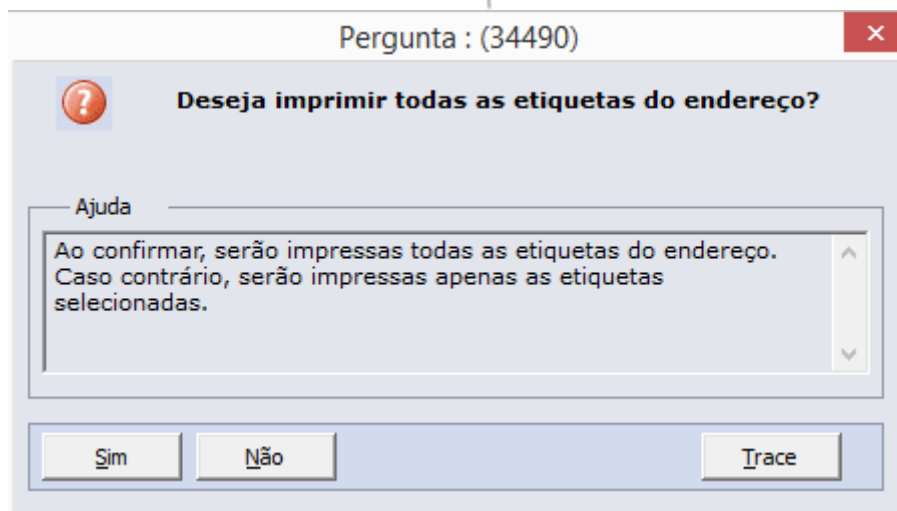 Pergunta : (34490)
Deseja imprimir todas as etiquetas do endereço?
Ajuda
Ao confirmar, serão impressas todas as etiquetas do endereço.
Caso contrário, serão impressas apenas as etiquetas
selecionadas.
Sim Não Trace